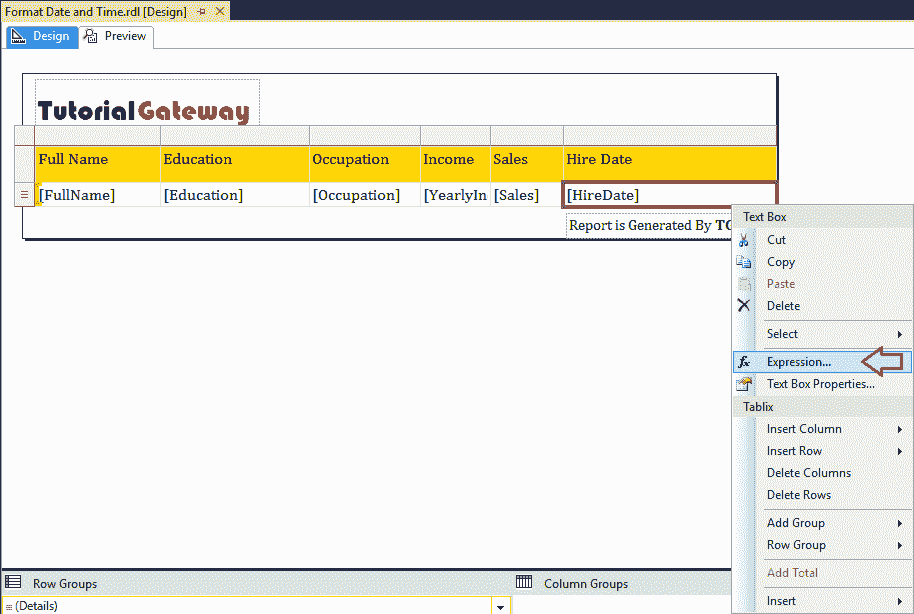 Format Date and Time.rdl [Design]
Design Preview
TutorialGateway
Full Name Education Occupation Income Sales Hire Date
[FullName] [Education] [Occupation] [YearlyIn [Sales] [HireDate]
Report is Generated By TO
Text Box
Cut
Copy
Paste
Delete
Select
fx Expression...
Text Box Properties...
Tablix
Insert Column
Insert Row
Delete Columns
Delete Rows
Add Group
Row Group
Add Total
Insert
Row Groups Column Groups
(Details)